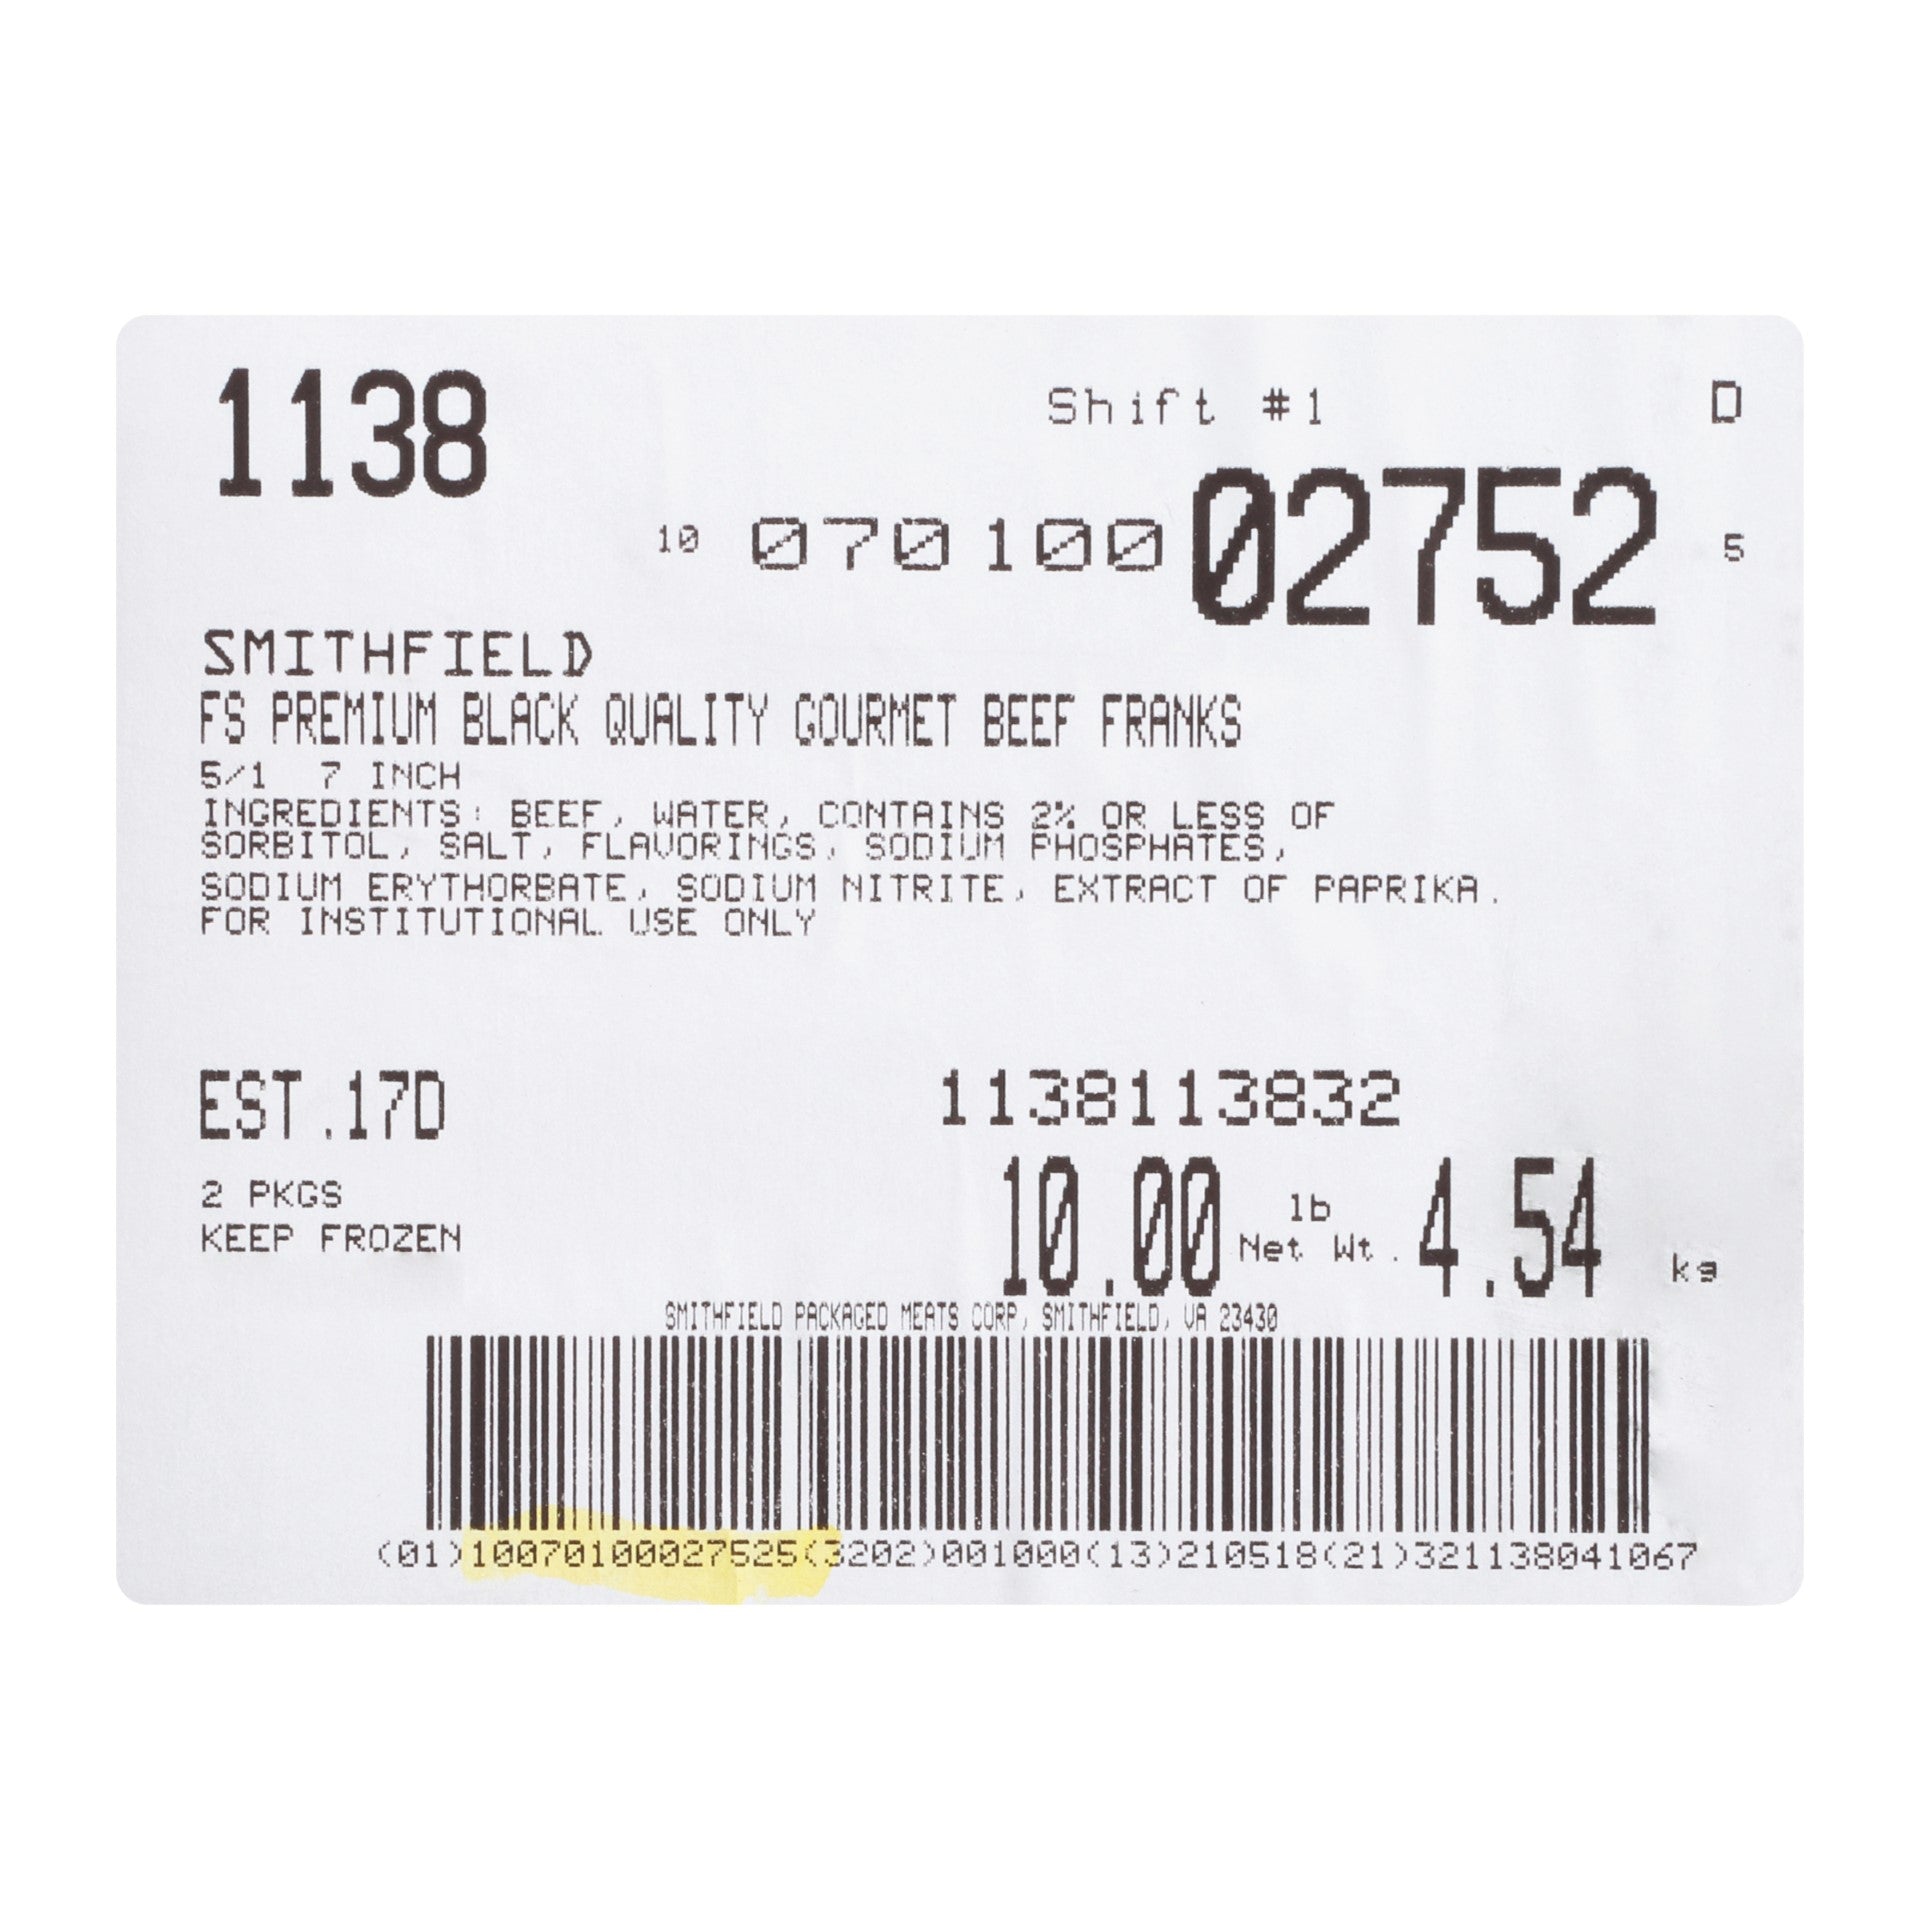 1138
Shift #1 D
10 070100 02752 5
SMITHFIELD
FS PREMIUM BLACK QUALITY GOURMET BEEF FRANKS
5/1 7 INCH
INGREDIENTS: BEEF, WATER, CONTAINS 2% OR LESS OF
SORBITOL, SALT, FLAVORINGS, SODIUM PHOSPHATES,
SODIUM ERYTHORBATE, SODIUM NITRITE, EXTRACT OF PAPRIKA.
FOR INSTITUTIONAL USE ONLY
EST.17D
1138113832
2 PKGS
KEEP FROZEN
10.00 lb Net Wt. 4.54 kg
SMITHFIELD PACKAGED MEATS CORP, SMITHFIELD, VA 23430
(01)10070100027525(3202)001000(13)210518(21)321138041067